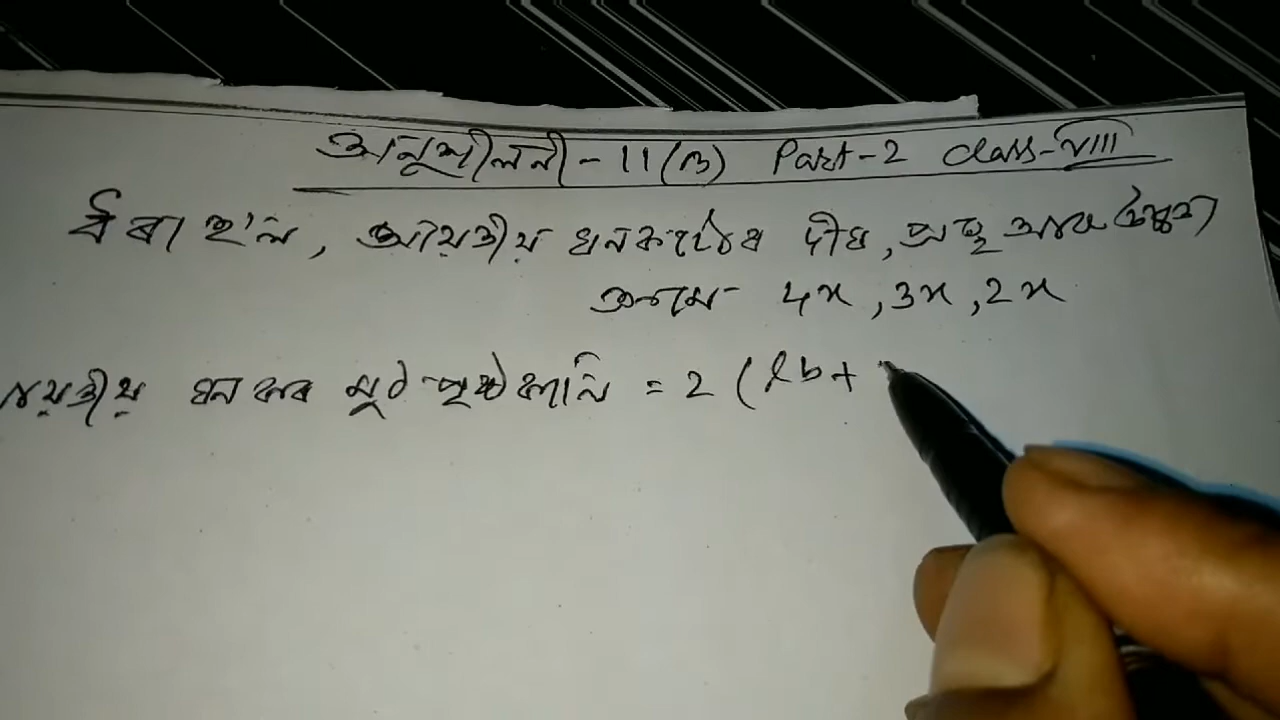 অনুশীলনী - 11 (B) Part-2 Class-VIII
ধৰা হ'ল, আয়তীয় ঘনকটোৰ দীঘ, প্ৰস্থ আৰু উচ্চতা
ক্ৰমে 4x, 3x, 2x
য়তীয় ঘনকৰ মুঠ পৃষ্ঠকালি = 2 (lb +